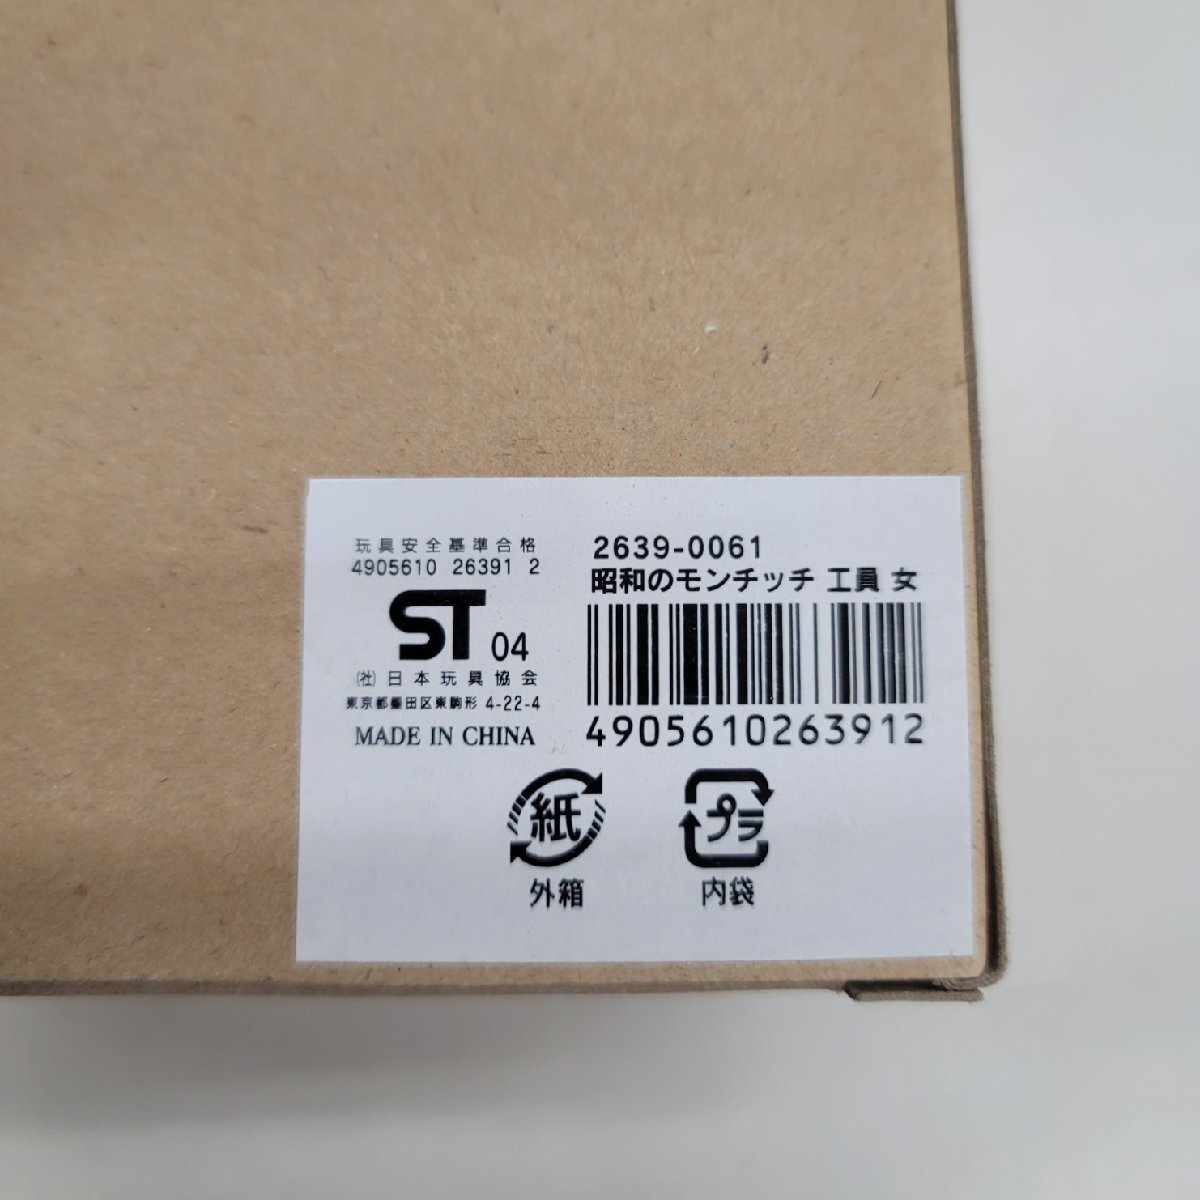 玩具安全基準合格
4905610 26391 2
ST 04
(社)日本玩具協会
東京都墨田区東駒形 4-22-4
MADE IN CHINA
2639-0061
昭和のモンチッチ 工員 女
4905610263912
紙
外箱
プラ
内袋